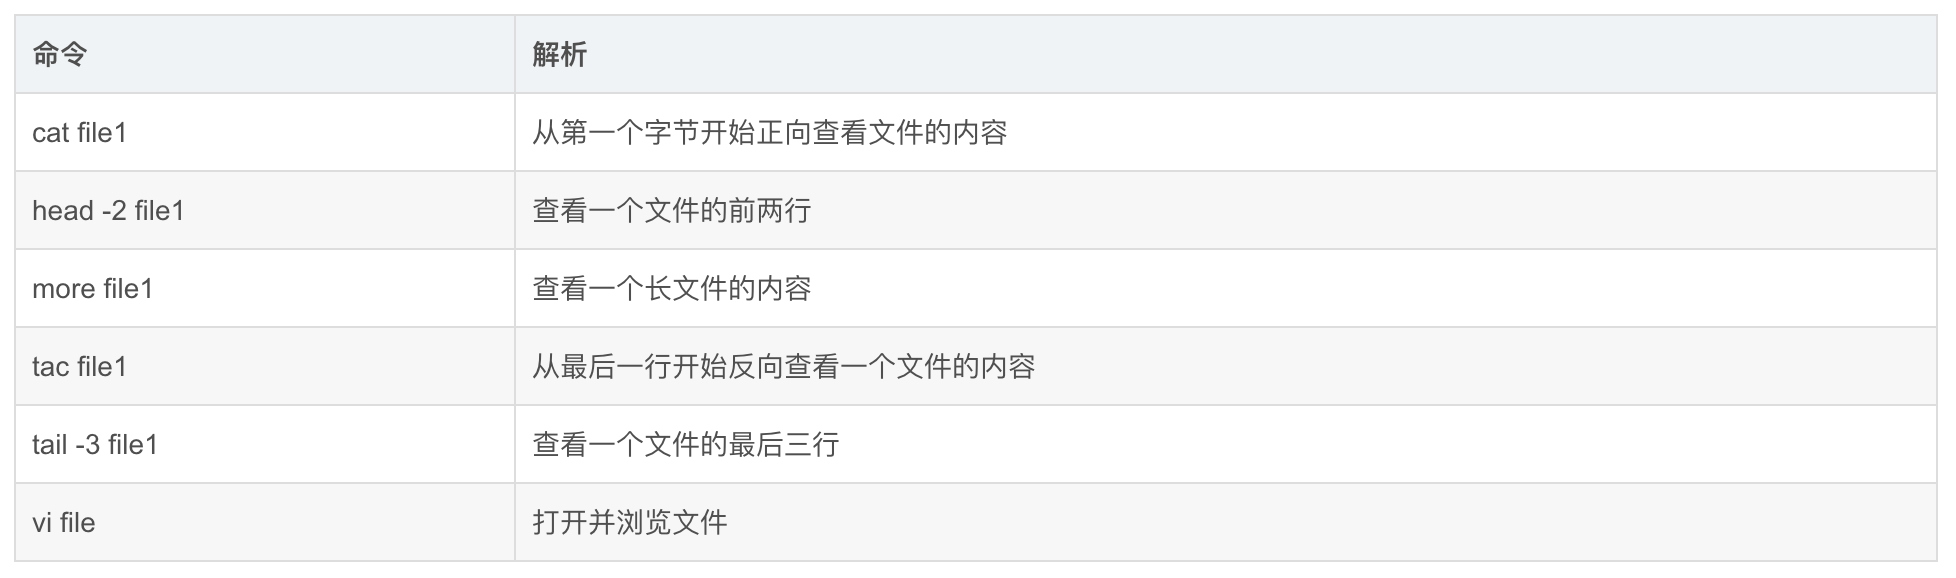 命令 解析
cat file1 从第一个字节开始正向查看文件的内容
head -2 file1 查看一个文件的前两行
more file1 查看一个长文件的内容
tac file1 从最后一行开始反向查看一个文件的内容
tail -3 file1 查看一个文件的最后三行
vi file 打开并浏览文件